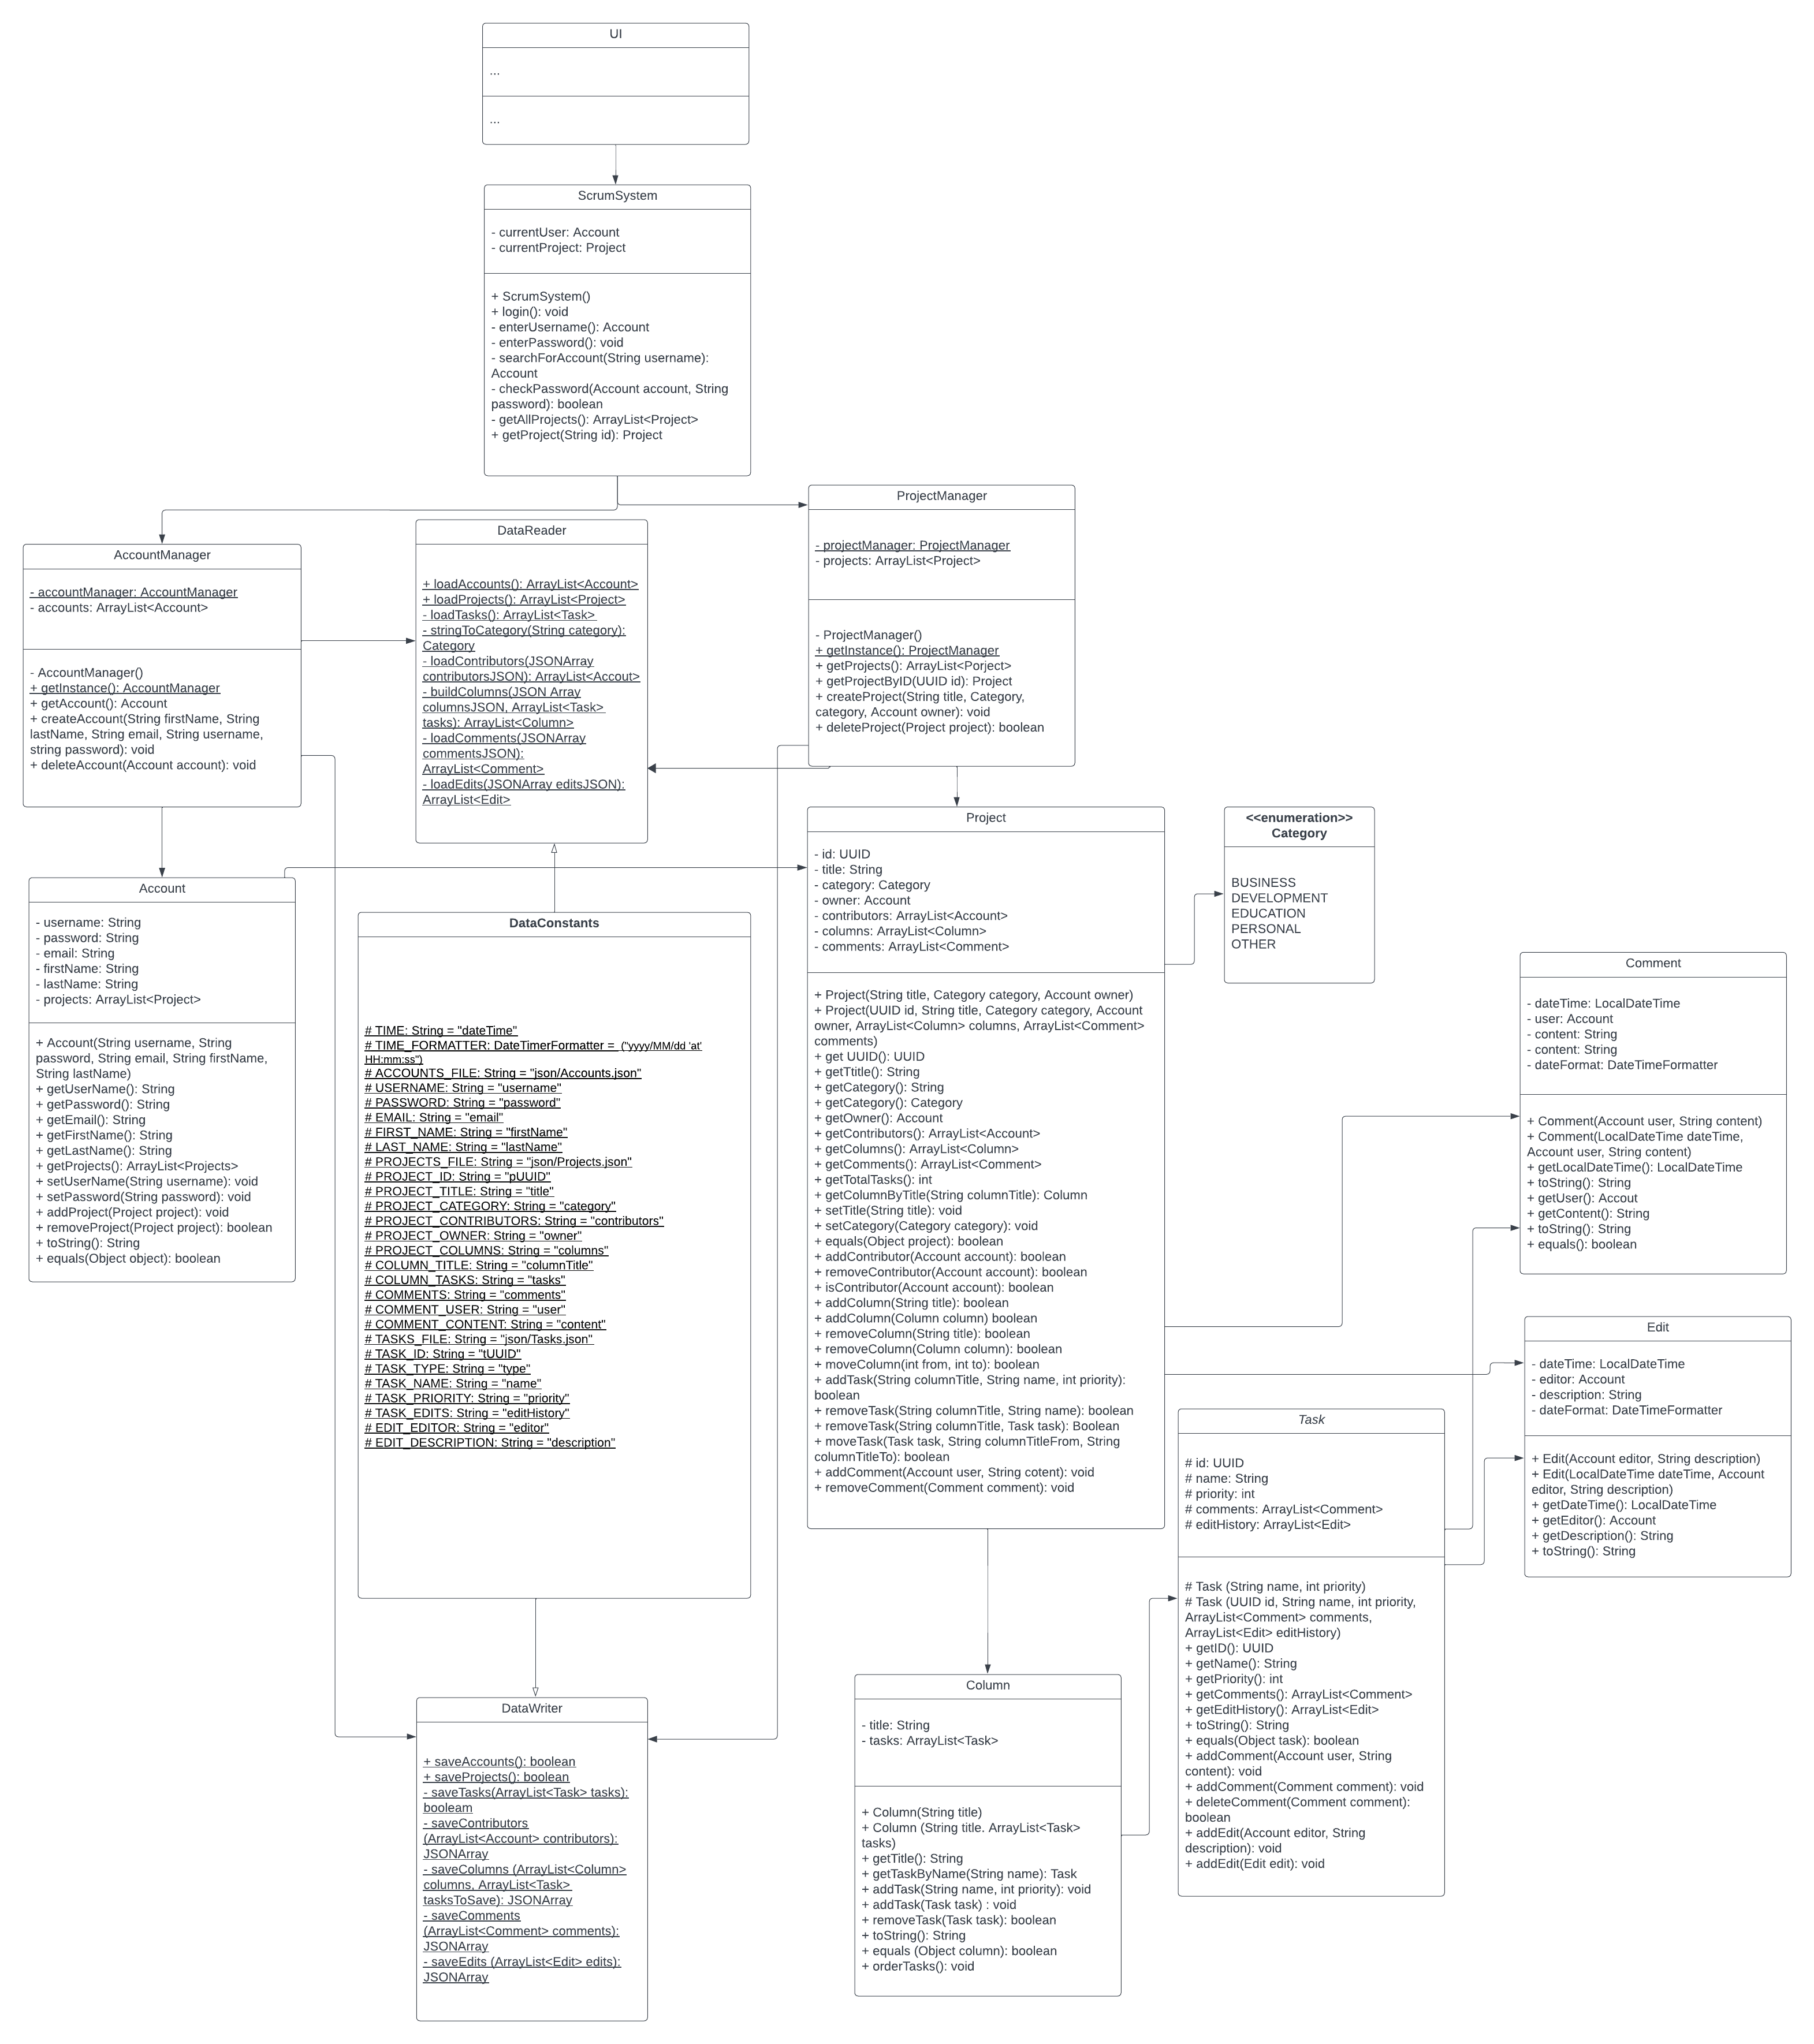 UI
...
...
ScrumSystem
- currentUser: Account
- currentProject: Project
+ ScrumSystem()
+ login(): void
- enterUsername(): Account
- enterPassword(): void
- searchForAccount(String username):
Account
- checkPassword(Account account, String
password): boolean
- getAllProjects(): ArrayList<Project>
+ getProject(String id): Project
AccountManager
- accountManager: AccountManager
- accounts: ArrayList<Account>
- AccountManager()
+ getInstance(): AccountManager
+ getAccount(): Account
+ createAccount(String firstName, String
lastName, String email, String username,
string password): void
+ deleteAccount(Account account): void
DataReader
+ loadAccounts(): ArrayList<Account>
+ loadProjects(): ArrayList<Project>
- loadTasks(): ArrayList<Task>
- stringToCategory(String category):
Category
- loadContributors(JSONArray
contributorsJSON): ArrayList<Accout>
- buildColumns(JSON Array
columnsJSON, ArrayList<Task>
tasks): ArrayList<Column>
- loadComments(JSONArray
commentsJSON):
ArrayList<Comment>
- loadEdits(JSONArray editsJSON):
ArrayList<Edit>
ProjectManager
- projectManager: ProjectManager
- projects: ArrayList<Project>
- ProjectManager()
+ getInstance(): ProjectManager
+ getProjects(): ArrayList<Porject>
+ getProjectByID(UUID id): Project
+ createProject(String title, Category,
category, Account owner): void
+ deleteProject(Project project): boolean
Account
- username: String
- password: String
- email: String
- firstName: String
- lastName: String
- projects: ArrayList<Project>
+ Account(String username, String
password, String email, String firstName,
String lastName)
+ getUserName(): String
+ getPassword(): String
+ getEmail(): String
+ getFirstName(): String
+ getLastName(): String
+ getProjects(): ArrayList<Projects>
+ setUserName(String username): void
+ setPassword(String password): void
+ addProject(Project project): void
+ removeProject(Project project): boolean
+ toString(): String
+ equals(Object object): boolean
DataConstants
# TIME: String = "dateTime"
# TIME_FORMATTER: DateTimerFormatter = ("yyyy/MM/dd 'at'
HH:mm:ss")
# ACCOUNTS_FILE: String = "json/Accounts.json"
# USERNAME: String = "username"
# PASSWORD: String = "password"
# EMAIL: String = "email"
# FIRST_NAME: String = "firstName"
# LAST_NAME: String = "lastName"
# PROJECTS_FILE: String = "json/Projects.json"
# PROJECT_ID: String = "pUUID"
# PROJECT_TITLE: String = "title"
# PROJECT_CATEGORY: String = "category"
# PROJECT_CONTRIBUTORS: String = "contributors"
# PROJECT_OWNER: String = "owner"
# PROJECT_COLUMNS: String = "columns"
# COLUMN_TITLE: String = "columnTitle"
# COLUMN_TASKS: String = "tasks"
# COMMENTS: String = "comments"
# COMMENT_USER: String = "user"
# COMMENT_CONTENT: String = "content"
# TASKS_FILE: String = "json/Tasks.json"
# TASK_ID: String = "tUUID"
# TASK_TYPE: String = "type"
# TASK_NAME: String = "name"
# TASK_PRIORITY: String = "priority"
# TASK_EDITS: String = "editHistory"
# EDIT_EDITOR: String = "editor"
# EDIT_DESCRIPTION: String = "description"
Project
- id: UUID
- title: String
- category: Category
- owner: Account
- contributors: ArrayList<Account>
- columns: ArrayList<Column>
- comments: ArrayList<Comment>
+ Project(String title, Category category, Account owner)
+ Project(UUID id, String title, Category category, Account
owner, ArrayList<Column> columns, ArrayList<Comment>
comments)
+ get UUID(): UUID
+ getTtitle(): String
+ getCategory(): String
+ getCategory(): Category
+ getOwner(): Account
+ getContributors(): ArrayList<Account>
+ getColumns(): ArrayList<Column>
+ getComments(): ArrayList<Comment>
+ getTotalTasks(): int
+ getColumnByTitle(String columnTitle): Column
+ setTitle(String title): void
+ setCategory(Category category): void
+ equals(Object project): boolean
+ addContributor(Account account): boolean
+ removeContributor(Account account): boolean
+ isContributor(Account account): boolean
+ addColumn(String title): boolean
+ addColumn(Column column) boolean
+ removeColumn(String title): boolean
+ removeColumn(Column column): boolean
+ moveColumn(int from, int to): boolean
+ addTask(String columnTitle, String name, int priority):
boolean
+ removeTask(String columnTitle, String name): boolean
+ removeTask(String columnTitle, Task task): Boolean
+ moveTask(Task task, String columnTitleFrom, String
columnTitleTo): boolean
+ addComment(Account user, String cotent): void
+ removeComment(Comment comment): void
<<enumeration>>
Category
BUSINESS
DEVELOPMENT
EDUCATION
PERSONAL
OTHER
Comment
- dateTime: LocalDateTime
- user: Account
- content: String
- content: String
- dateFormat: DateTimeFormatter
+ Comment(Account user, String content)
+ Comment(LocalDateTime dateTime,
Account user, String content)
+ getLocalDateTime(): LocalDateTime
+ toString(): String
+ getUser(): Accout
+ getContent(): String
+ toString(): String
+ equals(): boolean
Edit
- dateTime: LocalDateTime
- editor: Account
- description: String
- dateFormat: DateTimeFormatter
+ Edit(Account editor, String description)
+ Edit(LocalDateTime dateTime, Account
editor, String description)
+ getDateTime(): LocalDateTime
+ getEditor(): Account
+ getDescription(): String
+ toString(): String
Task
# id: UUID
# name: String
# priority: int
# comments: ArrayList<Comment>
# editHistory: ArrayList<Edit>
# Task (String name, int priority)
# Task (UUID id, String name, int priority,
ArrayList<Comment> comments,
ArrayList<Edit> editHistory)
+ getID(): UUID
+ getName(): String
+ getPriority(): int
+ getComments(): ArrayList<Comment>
+ getEditHistory(): ArrayList<Edit>
+ toString(): String
+ equals(Object task): boolean
+ addComment(Account user, String
content): void
+ addComment(Comment comment): void
+ deleteComment(Comment comment):
boolean
+ addEdit(Account editor, String
description): void
+ addEdit(Edit edit): void
DataWriter
+ saveAccounts(): boolean
+ saveProjects(): boolean
- saveTasks(ArrayList<Task> tasks):
booleam
- saveContributors
(ArrayList<Account> contributors):
JSONArray
- saveColumns (ArrayList<Column>
columns, ArrayList<Task>
tasksToSave): JSONArray
- saveComments
(ArrayList<Comment> comments):
JSONArray
- saveEdits (ArrayList<Edit> edits):
JSONArray
Column
- title: String
- tasks: ArrayList<Task>
+ Column(String title)
+ Column (String title. ArrayList<Task>
tasks)
+ getTitle(): String
+ getTaskByName(String name): Task
+ addTask(String name, int priority): void
+ addTask(Task task) : void
+ removeTask(Task task): boolean
+ toString(): String
+ equals (Object column): boolean
+ orderTasks(): void